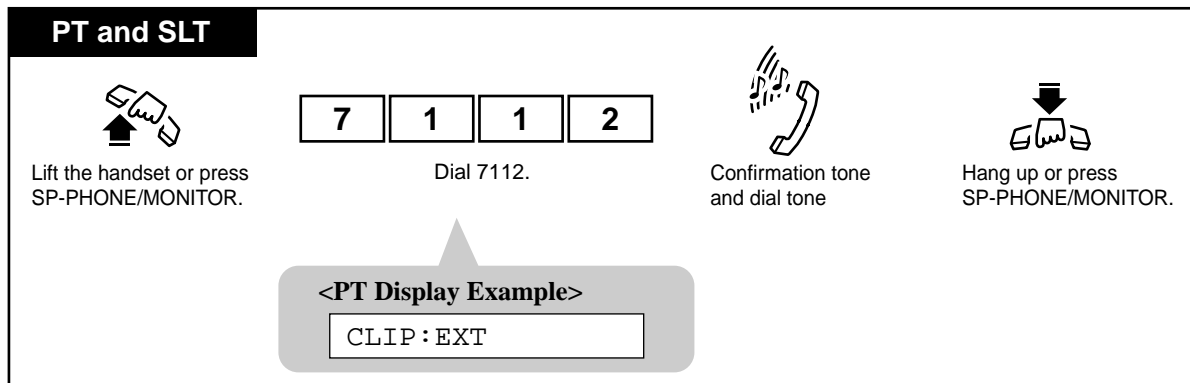 PT and SLT
Lift the handset or press
SP-PHONE/MONITOR.
7 1 1 2
Dial 7112.
Confirmation tone
and dial tone
Hang up or press
SP-PHONE/MONITOR.
<PT Display Example>
CLIP:EXT